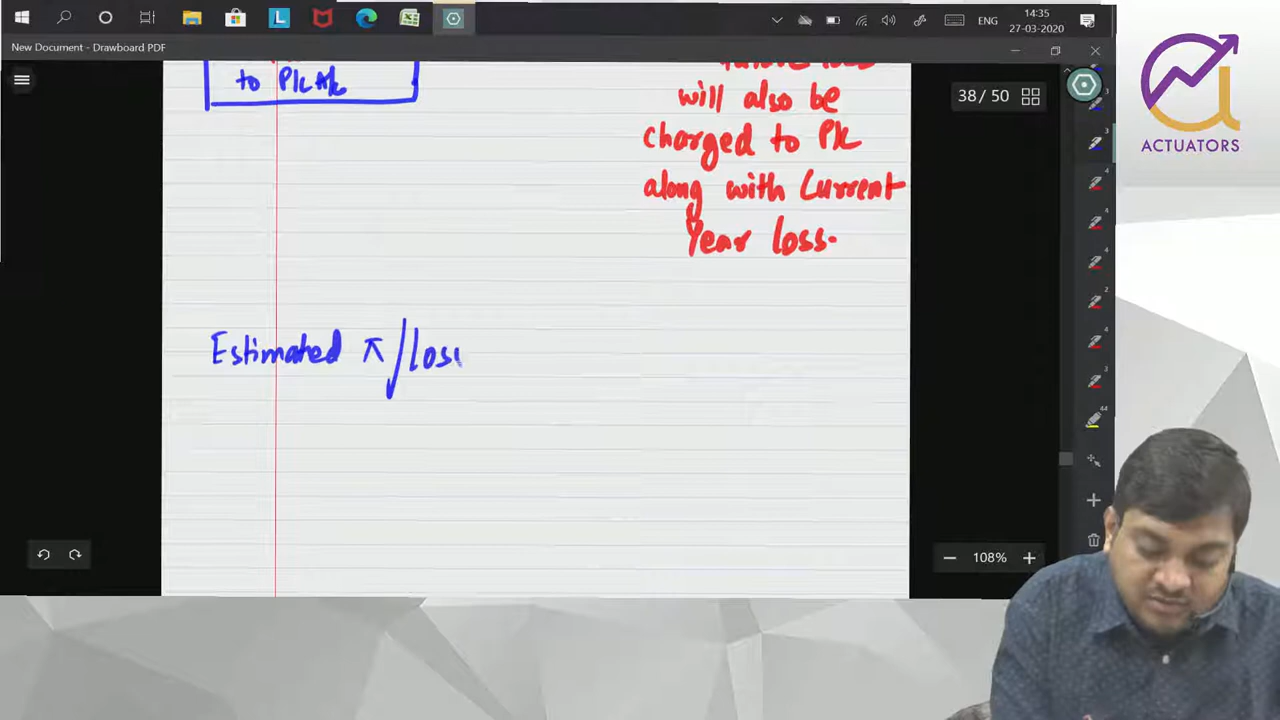 14:35
ENG
27-03-2020
New Document - Drawboard PDF
to P/L A/c
38 / 50
will also be
charged to P/L
along with Current
Year loss.
ACTUATORS
Estimated π/Loss
108%